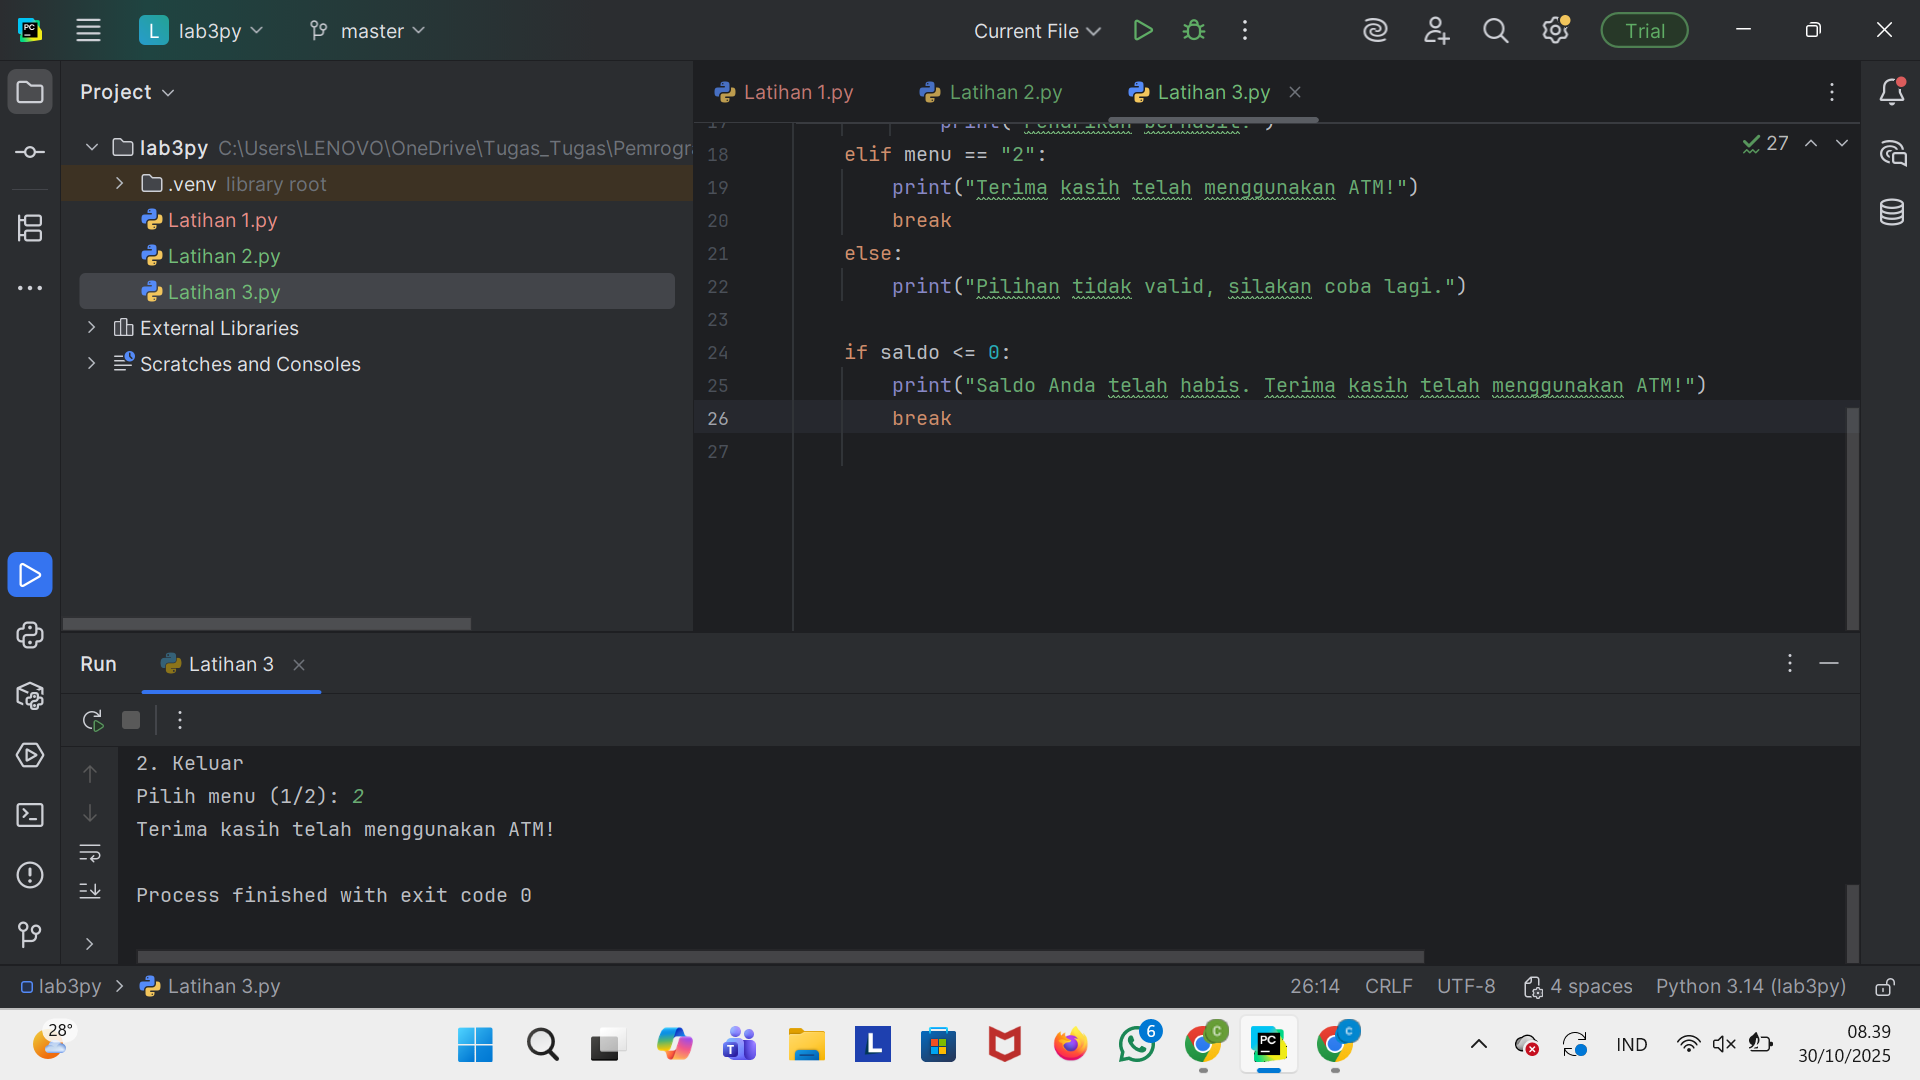 PC
L lab3py
master
Current File
Trial
Project
Latihan 1.py
Latihan 2.py
Latihan 3.py
lab3py C:\Users\LENOVO\OneDrive\Tugas_Tugas\Pemrogr
.venv library root
Latihan 1.py
Latihan 2.py
Latihan 3.py
External Libraries
Scratches and Consoles
17 print("Penarikan berhasil.")
18 elif menu == "2":
19 print("Terima kasih telah menggunakan ATM!")
20 break
21 else:
22 print("Pilihan tidak valid, silakan coba lagi.")
23
24 if saldo <= 0:
25 print("Saldo Anda telah habis. Terima kasih telah menggunakan ATM!")
26 break
27
27
Run
Latihan 3
2. Keluar
Pilih menu (1/2): 2
Terima kasih telah menggunakan ATM!
Process finished with exit code 0
lab3py > Latihan 3.py
26:14 CRLF UTF-8 4 spaces Python 3.14 (lab3py)
28°
L
T
6
C
PC
C
IND
08.39
30/10/2025